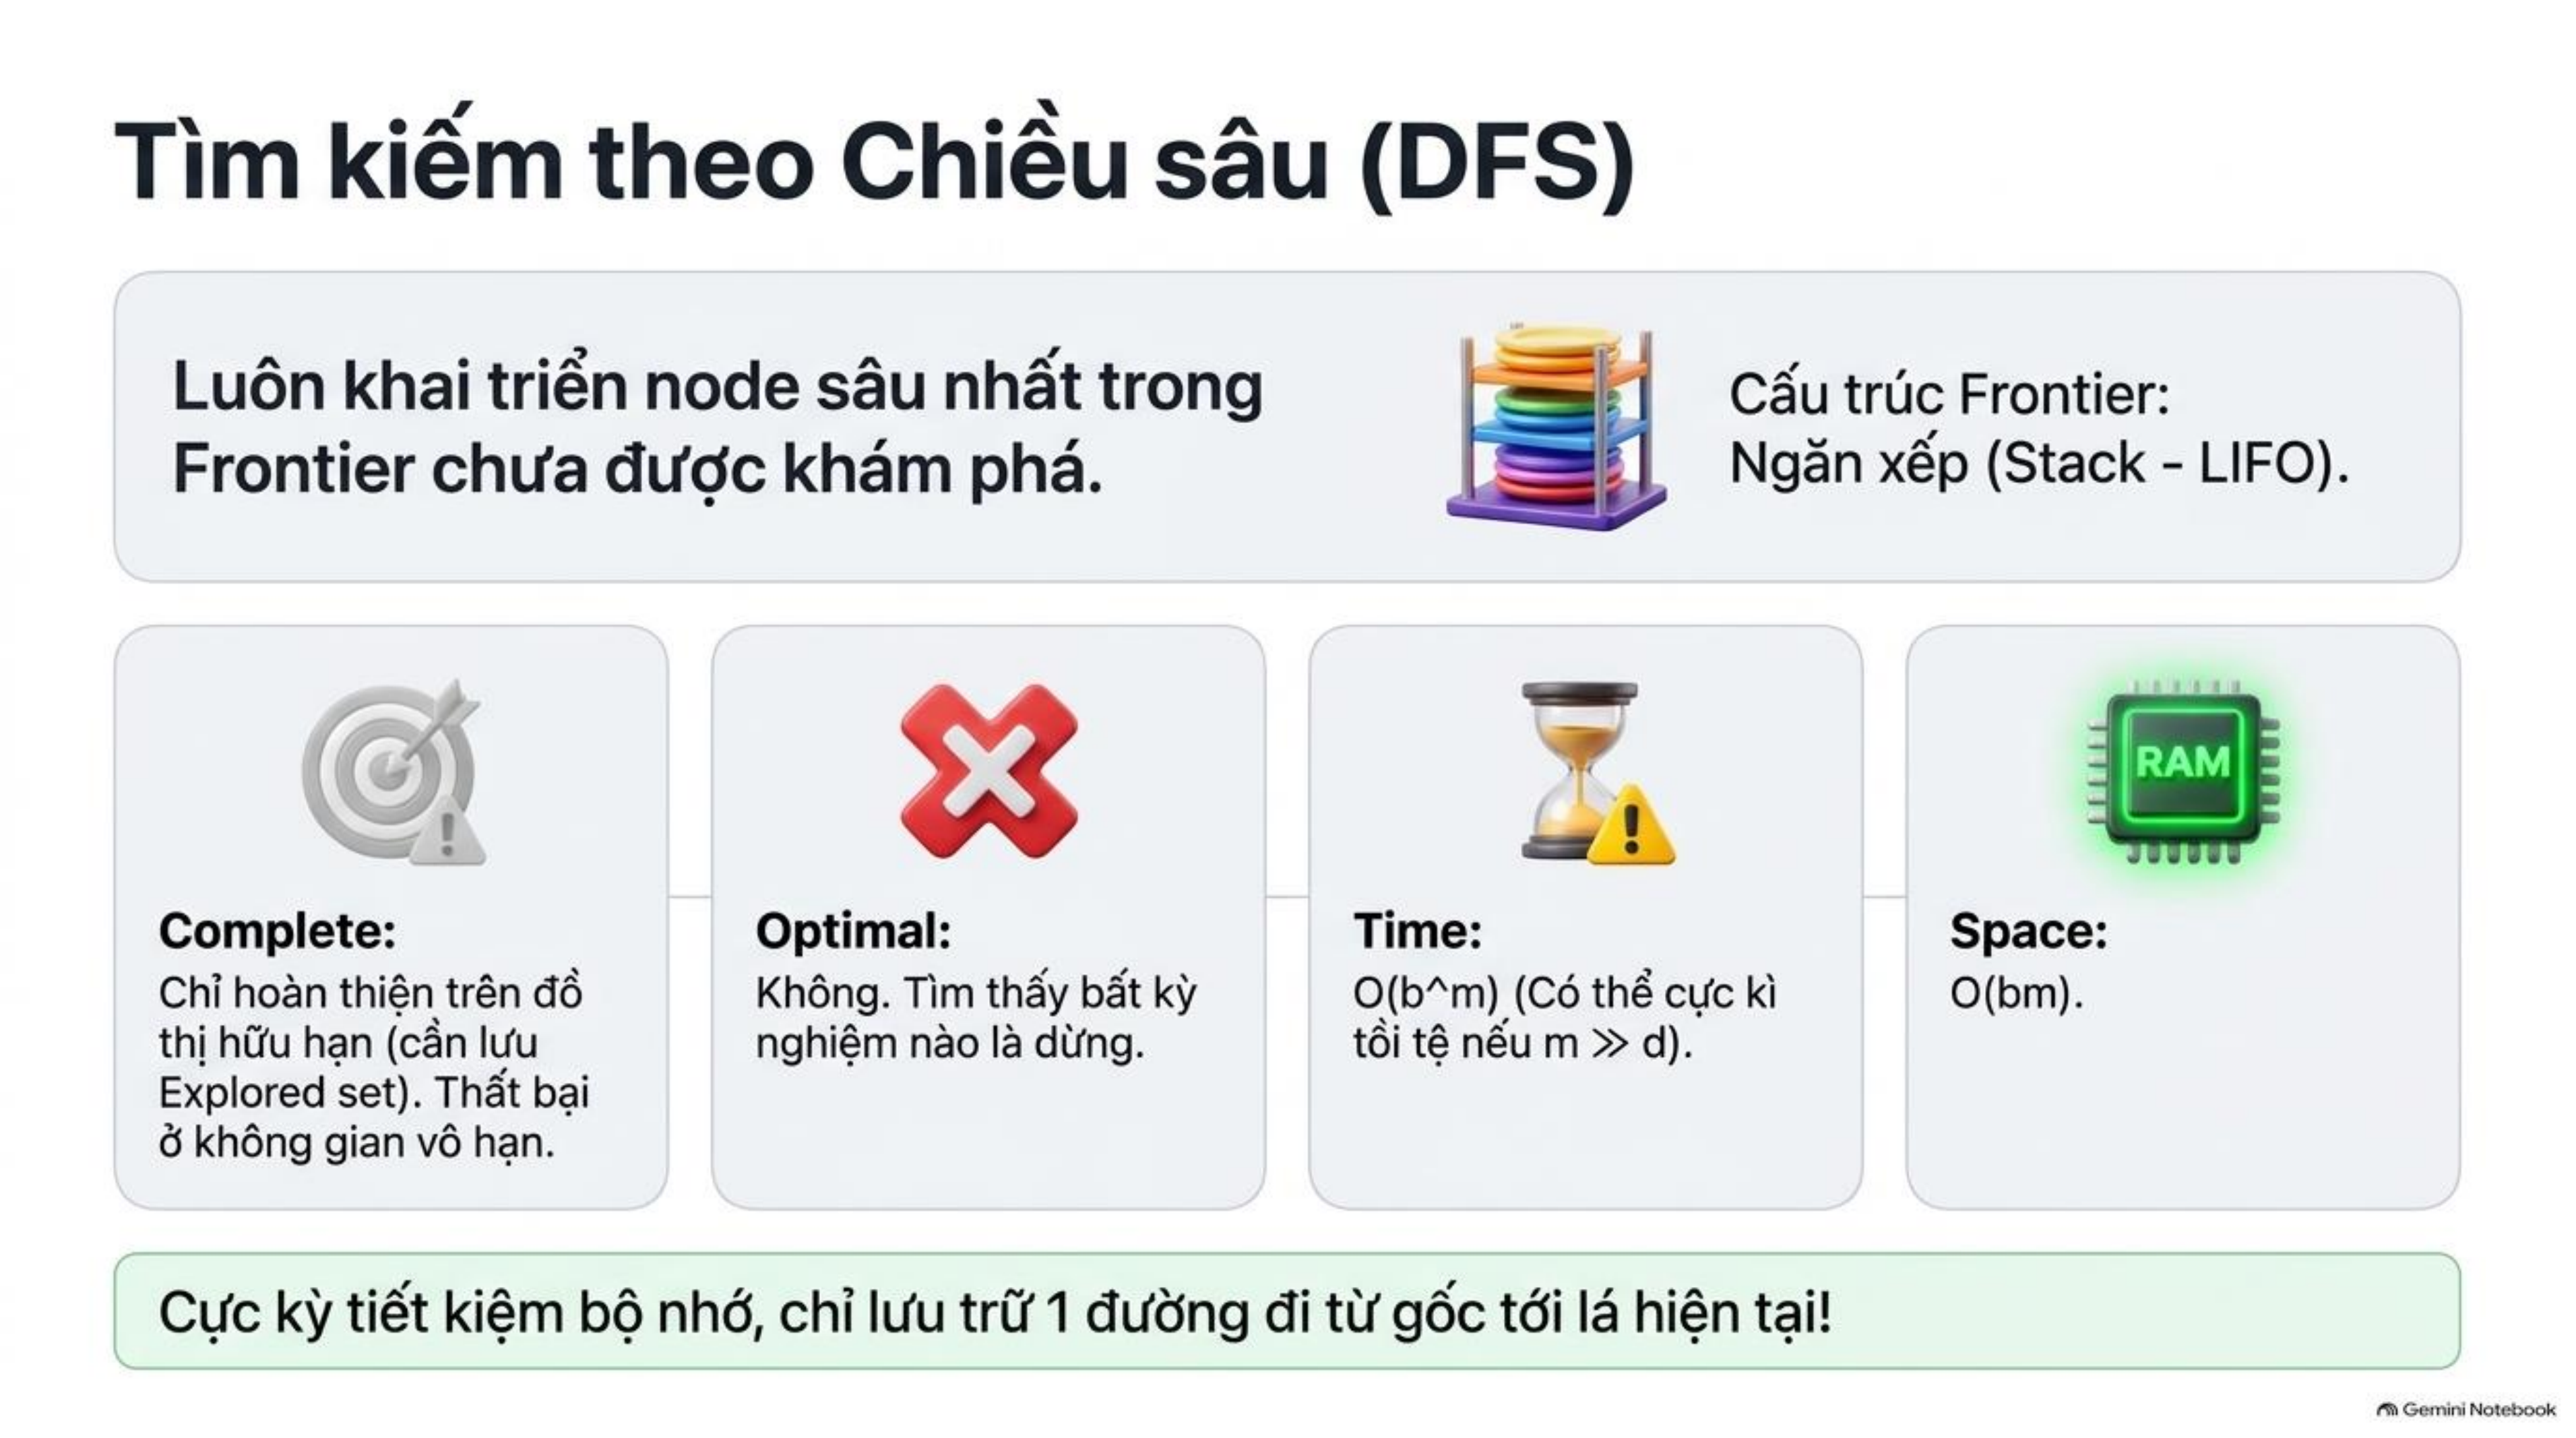 Tìm kiếm theo Chiều sâu (DFS)
Luôn khai triển node sâu nhất trong
Frontier chưa được khám phá.
Cấu trúc Frontier:
Ngăn xếp (Stack - LIFO).
Complete:
Chỉ hoàn thiện trên đồ
thị hữu hạn (cần lưu
Explored set). Thất bại
ở không gian vô hạn.
Optimal:
Không. Tìm thấy bất kỳ
nghiệm nào là dừng.
Time:
O(b^m) (Có thể cực kì
tồi tệ nếu m ≫ d).
RAM
Space:
O(bm).
Cực kỳ tiết kiệm bộ nhớ, chỉ lưu trữ 1 đường đi từ gốc tới lá hiện tại!
Gemini Notebook